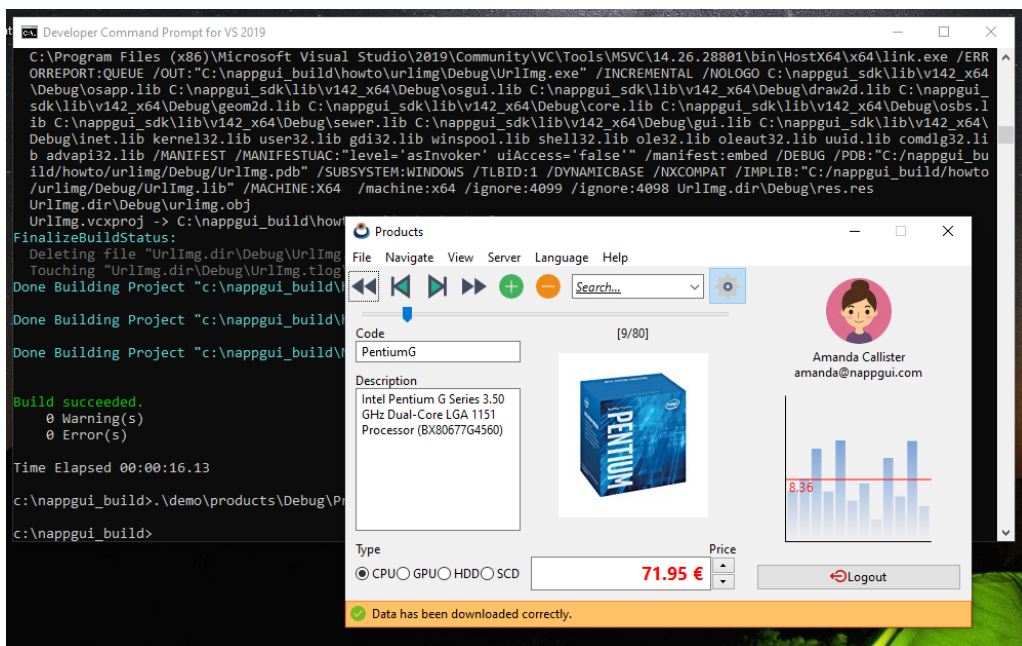 Developer Command Prompt for VS 2019
C:\Program Files (x86)\Microsoft Visual Studio\2019\Community\VC\Tools\MSVC\14.26.28801\bin\HostX64\x64\link.exe /ERR
ORREPORT:QUEUE /OUT:"C:\nappgui_build\howto\urlimg\Debug\UrlImg.exe" /INCREMENTAL /NOLOGO C:\nappgui_sdk\lib\v142_x64
\Debug\osapp.lib C:\nappgui_sdk\lib\v142_x64\Debug\osgui.lib C:\nappgui_sdk\lib\v142_x64\Debug\draw2d.lib C:\nappgui_
sdk\lib\v142_x64\Debug\geom2d.lib C:\nappgui_sdk\lib\v142_x64\Debug\core.lib C:\nappgui_sdk\lib\v142_x64\Debug\osbs.l
ib C:\nappgui_sdk\lib\v142_x64\Debug\sewer.lib C:\nappgui_sdk\lib\v142_x64\Debug\gui.lib C:\nappgui_sdk\lib\v142_x64\
Debug\inet.lib kernel32.lib user32.lib gdi32.lib winspool.lib shell32.lib ole32.lib oleaut32.lib uuid.lib comdlg32.li
b advapi32.lib /MANIFEST /MANIFESTUAC:"level='asInvoker' uiAccess='false'" /manifest:embed /DEBUG /PDB:"C:/nappgui_bu
ild/howto/urlimg/Debug/UrlImg.pdb" /SUBSYSTEM:WINDOWS /TLBID:1 /DYNAMICBASE /NXCOMPAT /IMPLIB:"C:/nappgui_build/howto
/urlimg/Debug/UrlImg.lib" /MACHINE:X64  /machine:x64 /ignore:4099 /ignore:4098 UrlImg.dir\Debug\res.res
UrlImg.dir\Debug\urlimg.obj
UrlImg.vcxproj -> C:\nappgui_build\how
FinalizeBuildStatus:
Deleting file "UrlImg.dir\Debug\UrlImg
Touching "UrlImg.dir\Debug\UrlImg.tlog
Done Building Project "c:\nappgui_build\
Done Building Project "c:\nappgui_build\
Done Building Project "c:\nappgui_build\
Build succeeded.
0 Warning(s)
0 Error(s)
Time Elapsed 00:00:16.13
c:\nappgui_build>.\demo\products\Debug\Pr
c:\nappgui_build>
Products
File Navigate View Server Language Help
Search...
Code
[9/80]
PentiumG
Description
Intel Pentium G Series 3.50
GHz Dual-Core LGA 1151
Processor (BX80677G4560)
PENTIUM
Amanda Callister
amanda@nappgui.com
8.36
Type
Price
CPU GPU HDD SCD
71.95 €
Logout
Data has been downloaded correctly.